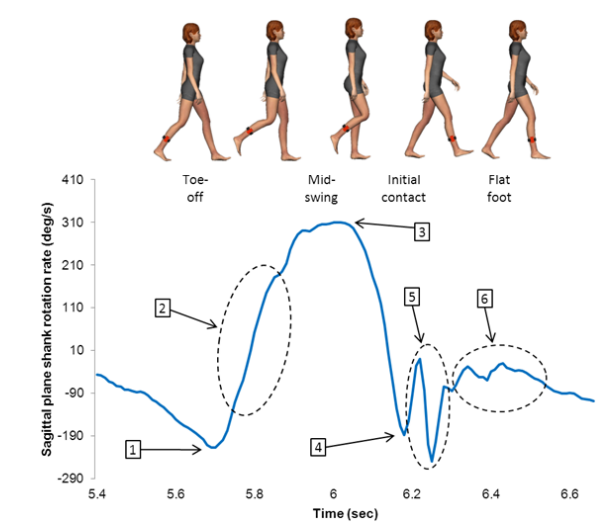 Toe-
off
Mid-
swing
Initial
contact
Flat
foot
Sagittal plane shank rotation rate (deg/s)
410
310
210
110
10
-90
-190
-290
1
2
3
4
5
6
5.4 5.6 5.8 6 6.2 6.4 6.6
Time (sec)